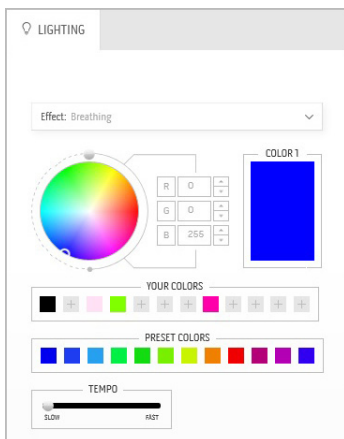 LIGHTING
Effect: Breathing
COLOR 1
R 0
G 0
B 255
YOUR COLORS
PRESET COLORS
TEMPO
SLOW FAST